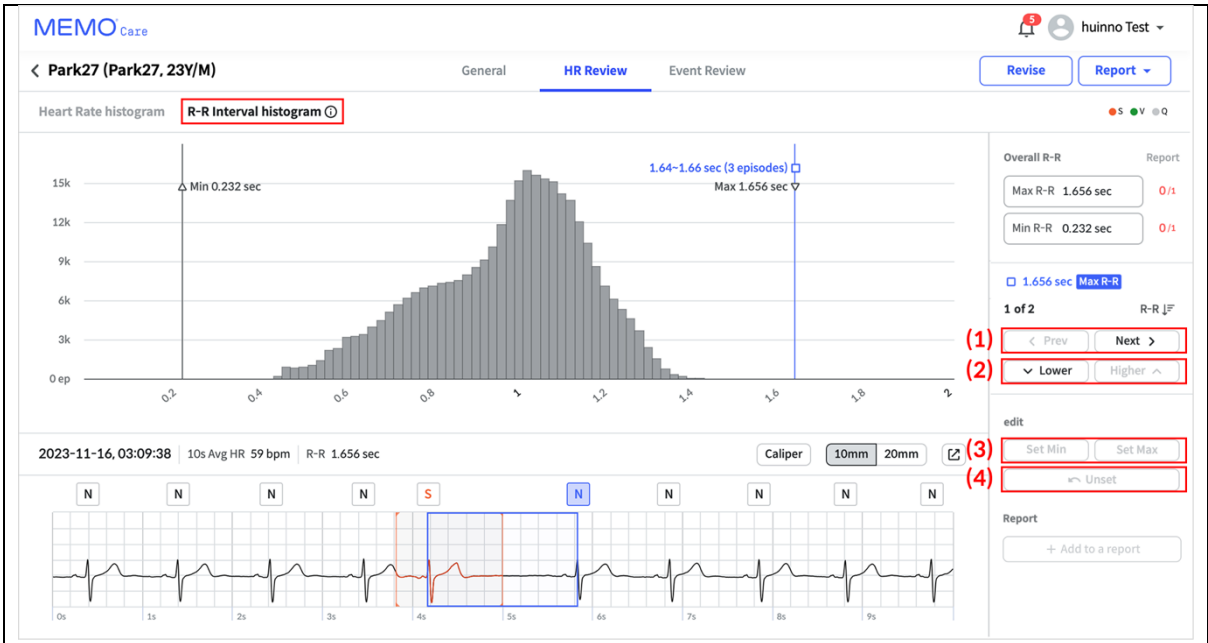 MEMO Care
5
huinno Test
Park27 (Park27, 23Y/M)
General
HR Review
Event Review
Revise
Report
Heart Rate histogram
R-R Interval histogram
S V Q
15k
12k
9k
6k
3k
0 ep
Min 0.232 sec
1.64~1.66 sec (3 episodes)
Max 1.656 sec
0.2
0.4
0.6
0.8
1
1.2
1.4
1.6
1.8
2
Overall R-R
Report
Max R-R 1.656 sec
0/1
Min R-R 0.232 sec
0/1
1.656 sec Max R-R
1 of 2
R-R
(1)
Prev
Next
(2)
Lower
Higher
edit
(3)
Set Min
Set Max
(4)
Unset
Report
+ Add to a report
2023-11-16, 03:09:38
10s Avg HR 59 bpm
R-R 1.656 sec
Caliper
10mm
20mm
N N N N S N N N N N
0s 1s 2s 3s 4s 5s 6s 7s 8s 9s